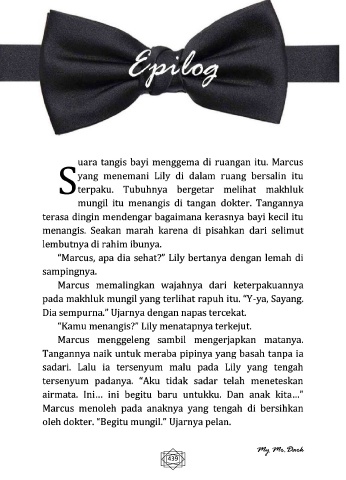 Epilog
Suara tangis bayi menggema di ruangan itu. Marcus
yang menemani Lily di dalam ruang bersalin itu
terpaku. Tubuhnya bergetar melihat makhluk
mungil itu menangis di tangan dokter. Tangannya
terasa dingin mendengar bagaimana kerasnya bayi kecil itu
menangis. Seakan marah karena di pisahkan dari selimut
lembutnya di rahim ibunya.
“Marcus, apa dia sehat?” Lily bertanya dengan lemah di
sampingnya.
Marcus memalingkan wajahnya dari keterpakuannya
pada makhluk mungil yang terlihat rapuh itu. “Y-ya, Sayang.
Dia sempurna.” Ujarnya dengan napas tercekat.
“Kamu menangis?” Lily menatapnya terkejut.
Marcus menggeleng sambil mengerjapkan matanya.
Tangannya naik untuk meraba pipinya yang basah tanpa ia
sadari. Lalu ia tersenyum malu pada Lily yang tengah
tersenyum padanya. “Aku tidak sadar telah meneteskan
airmata. Ini… ini begitu baru untukku. Dan anak kita…”
Marcus menoleh pada anaknya yang tengah di bersihkan
oleh dokter. “Begitu mungil.” Ujarnya pelan.
My Mr. Dark
439